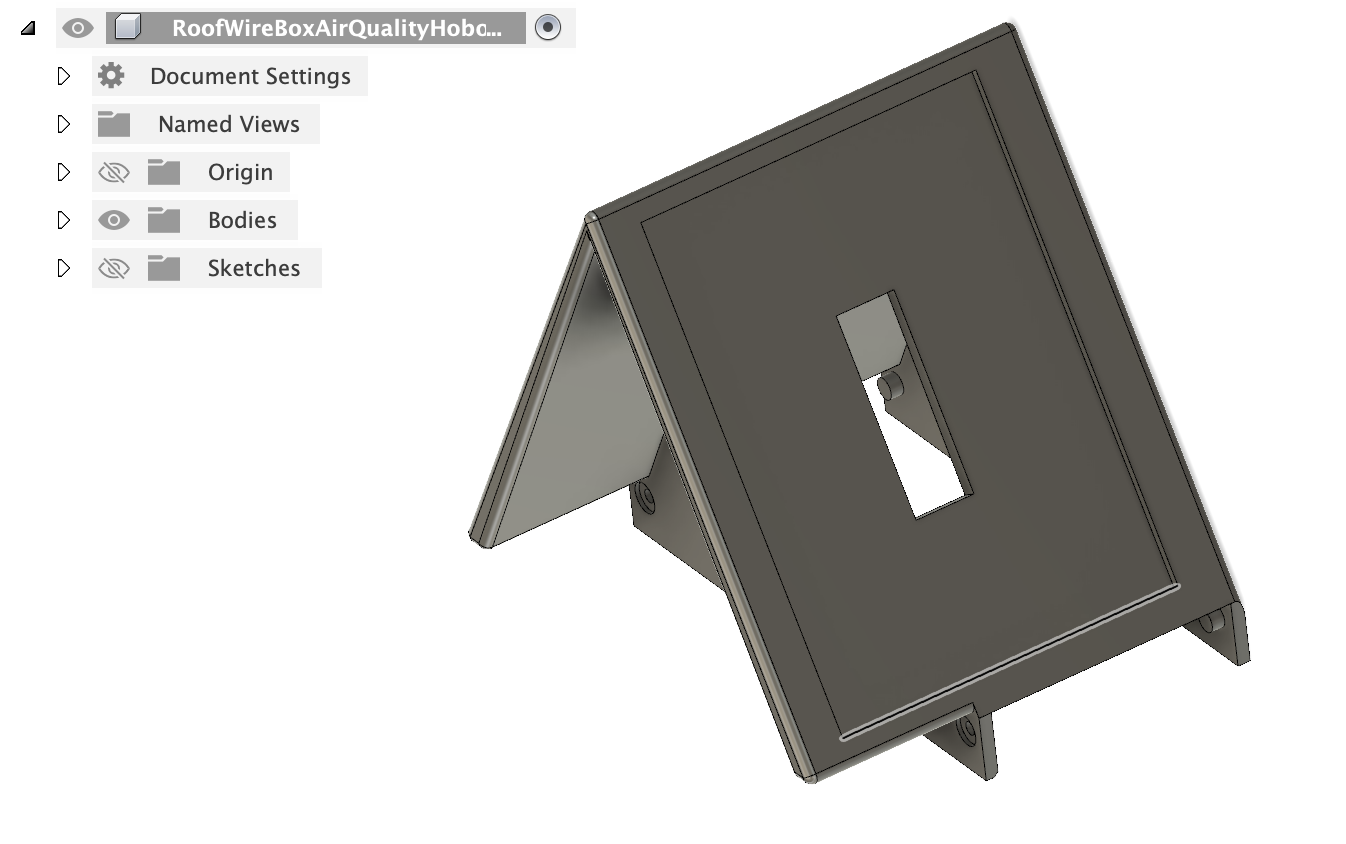 RoofWireBoxAirQualityHobo...
Document Settings
Named Views
Origin
Bodies
Sketches